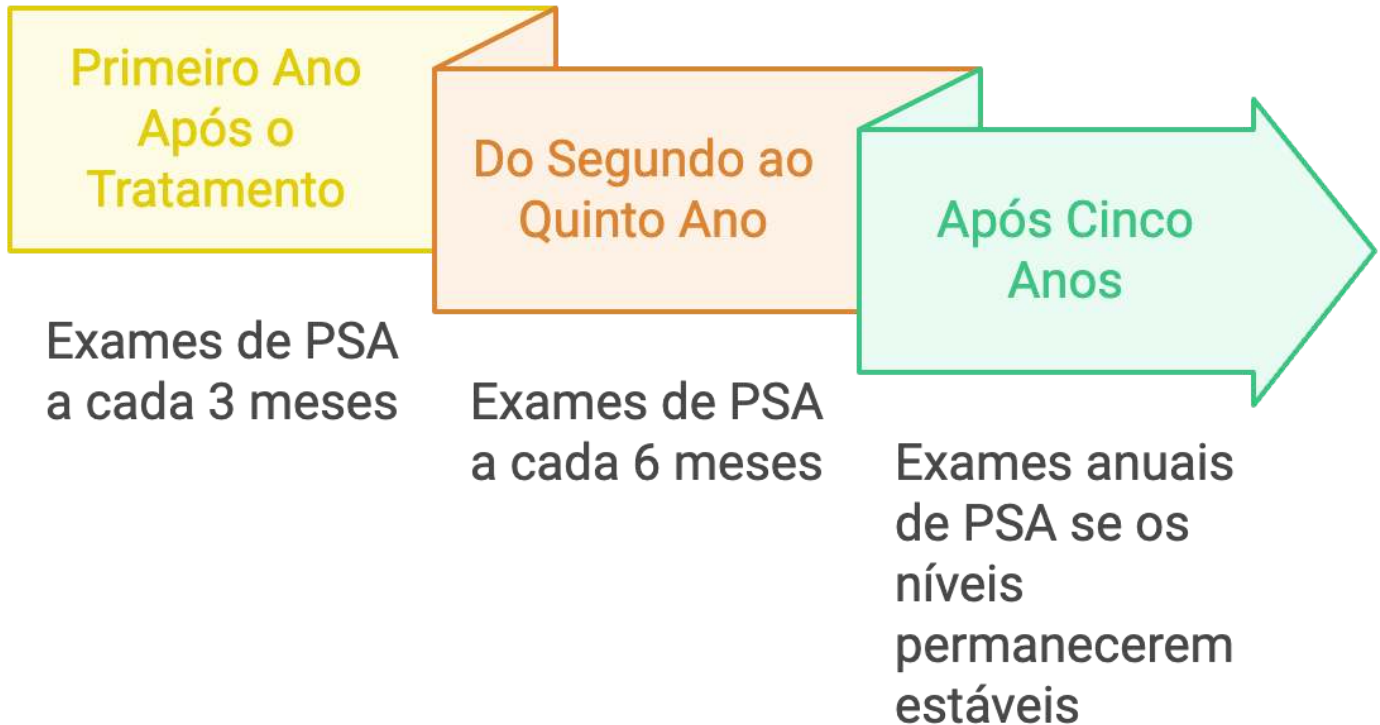 Primeiro Ano
Após o
Tratamento
Exames de PSA
a cada 3 meses
Do Segundo ao
Quinto Ano
Exames de PSA
a cada 6 meses
Após Cinco
Anos
Exames anuais
de PSA se os
níveis
permanecerem
estáveis